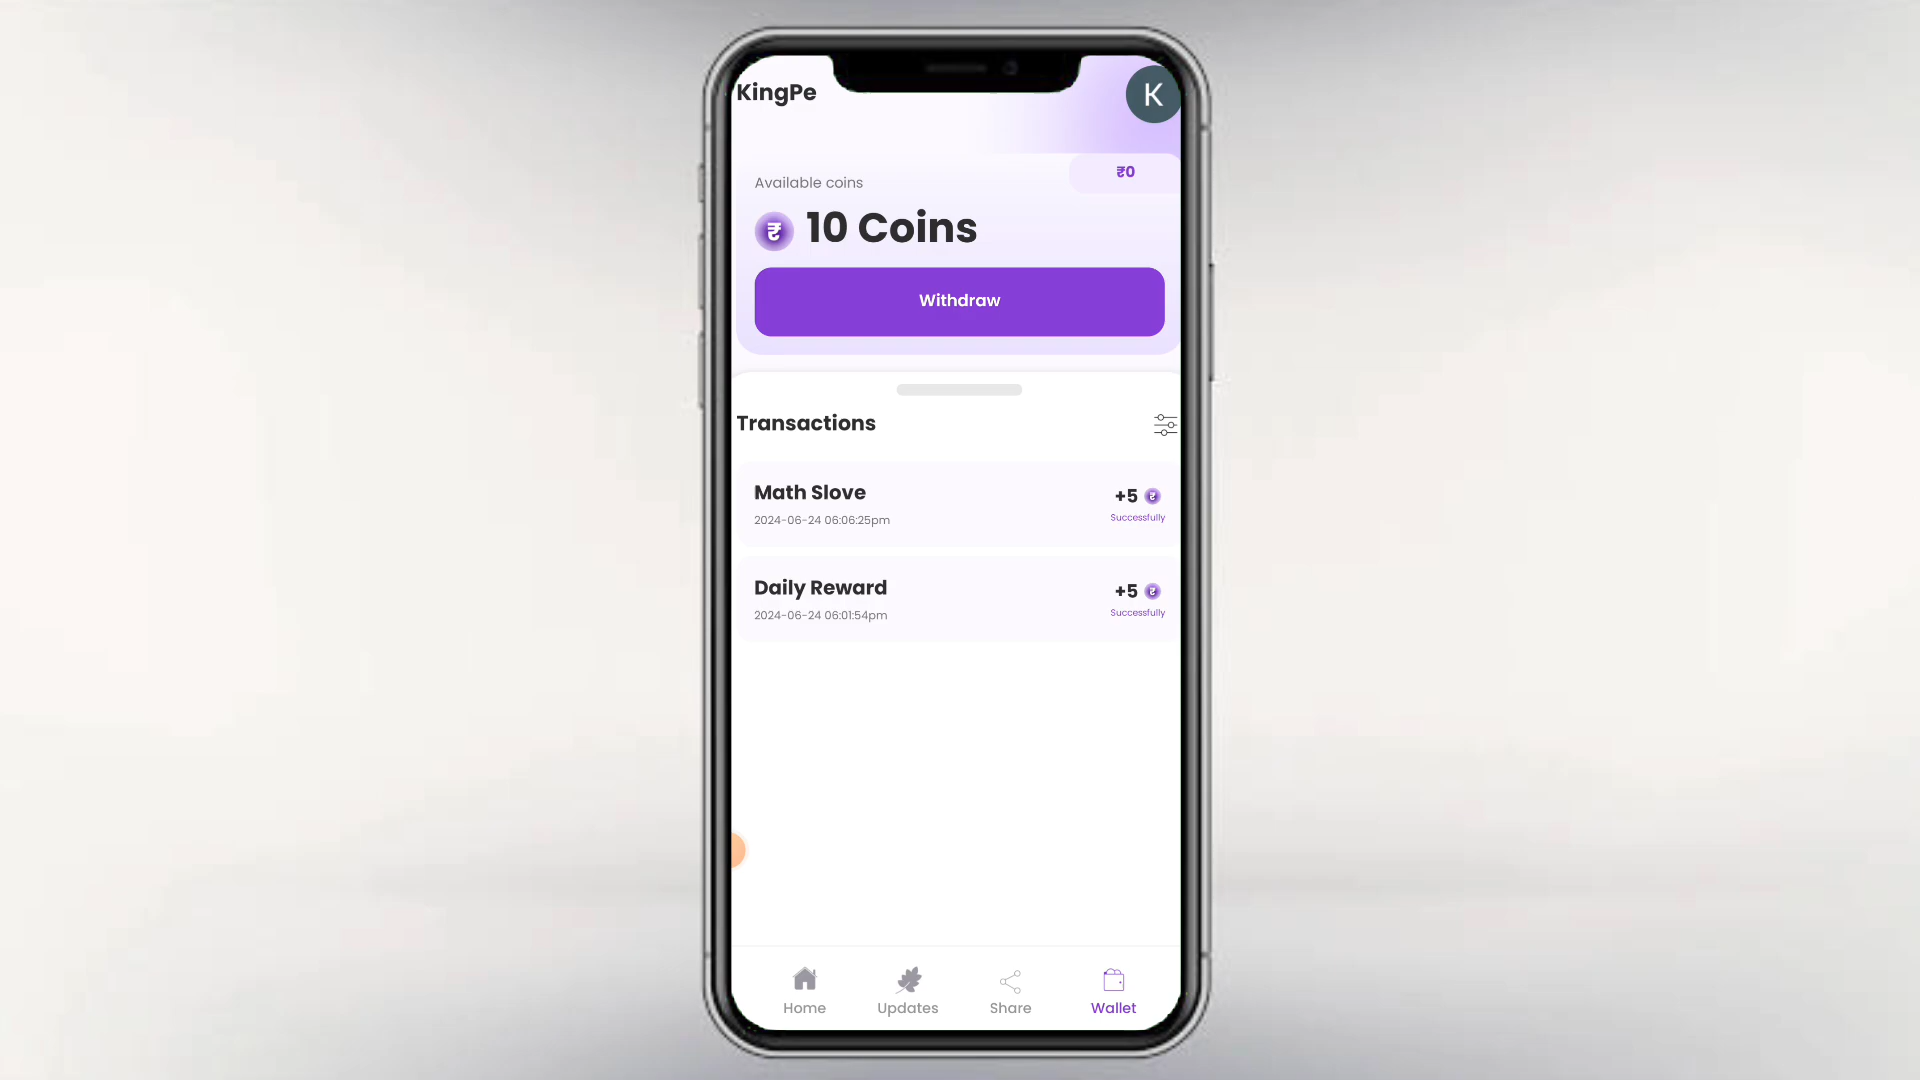 KingPe
K
₹0
Available coins
₹ 10 Coins
Withdraw
Transactions
Math Slove
+5 ₹
2024-06-24 06:06:25pm
Successfully
Daily Reward
+5 ₹
2024-06-24 06:01:54pm
Successfully
Home
Updates
Share
Wallet